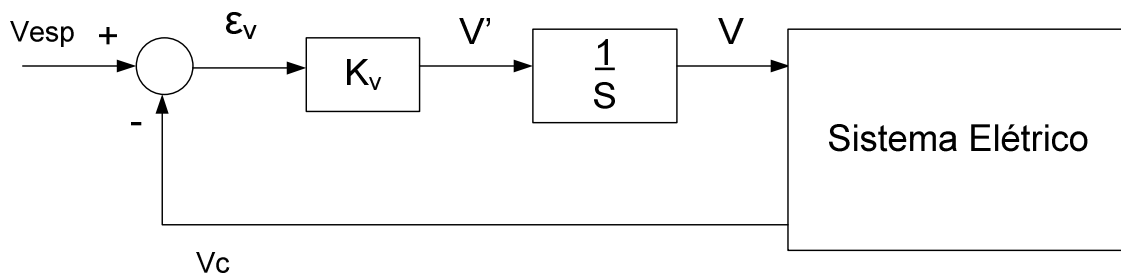 Vesp
+
-
εv
Kv
V'
1
S
V
Sistema Elétrico
Vc